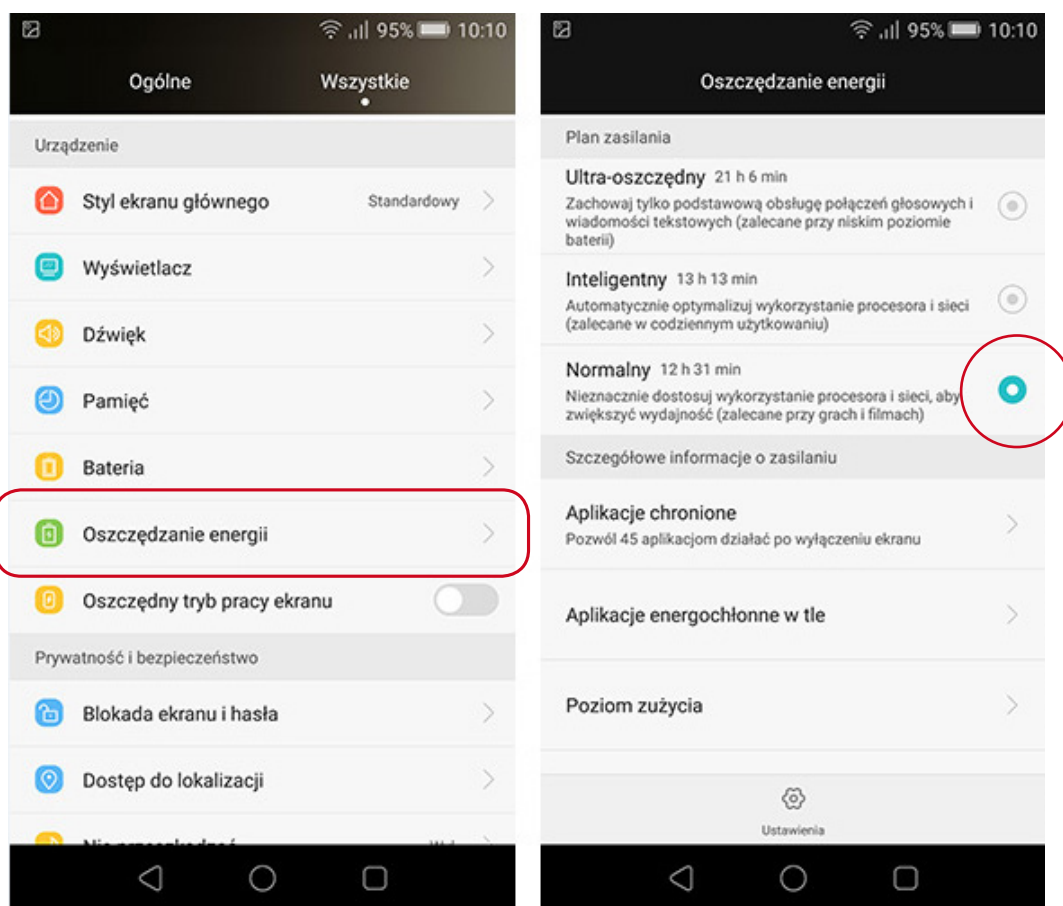 95% 10:10
Ogólne Wszystkie
Urządzenie
Styl ekranu głównego Standardowy
Wyświetlacz
Dźwięk
Pamięć
Bateria
Oszczędzanie energii
Oszczędny tryb pracy ekranu
Prywatność i bezpieczeństwo
Blokada ekranu i hasła
Dostęp do lokalizacji
Nie przeszkadzać
95% 10:10
Oszczędzanie energii
Plan zasilania
Ultra-oszczędny 21 h 6 min
Zachowaj tylko podstawową obsługę połączeń głosowych i
wiadomości tekstowych (zalecane przy niskim poziomie
baterii)
Inteligentny 13 h 13 min
Automatycznie optymalizuj wykorzystanie procesora i sieci
(zalecane w codziennym użytkowaniu)
Normalny 12 h 31 min
Nieznacznie dostosuj wykorzystanie procesora i sieci, aby
zwiększyć wydajność (zalecane przy grach i filmach)
Szczegółowe informacje o zasilaniu
Aplikacje chronione
Pozwól 45 aplikacjom działać po wyłączeniu ekranu
Aplikacje energochłonne w tle
Poziom zużycia
Ustawienia